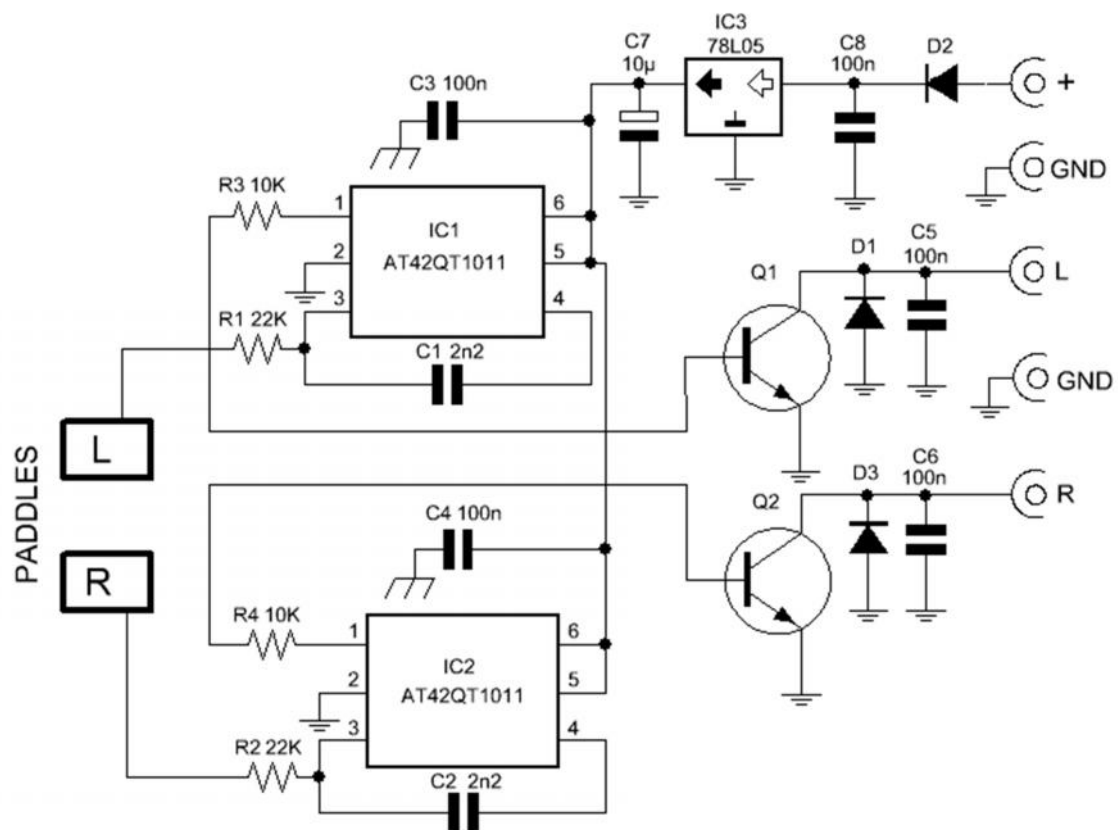 IC3
78L05
C7
10µ
C8
100n
D2
+
C3 100n
GND
R3 10K
1
6
IC1
AT42QT1011
2
5
3
4
R1 22K
C1 2n2
Q1
D1
C5
100n
L
GND
PADDLES
L
R
C4 100n
Q2
D3
C6
100n
R
R4 10K
1
6
IC2
AT42QT1011
2
5
3
4
R2 22K
C2 2n2